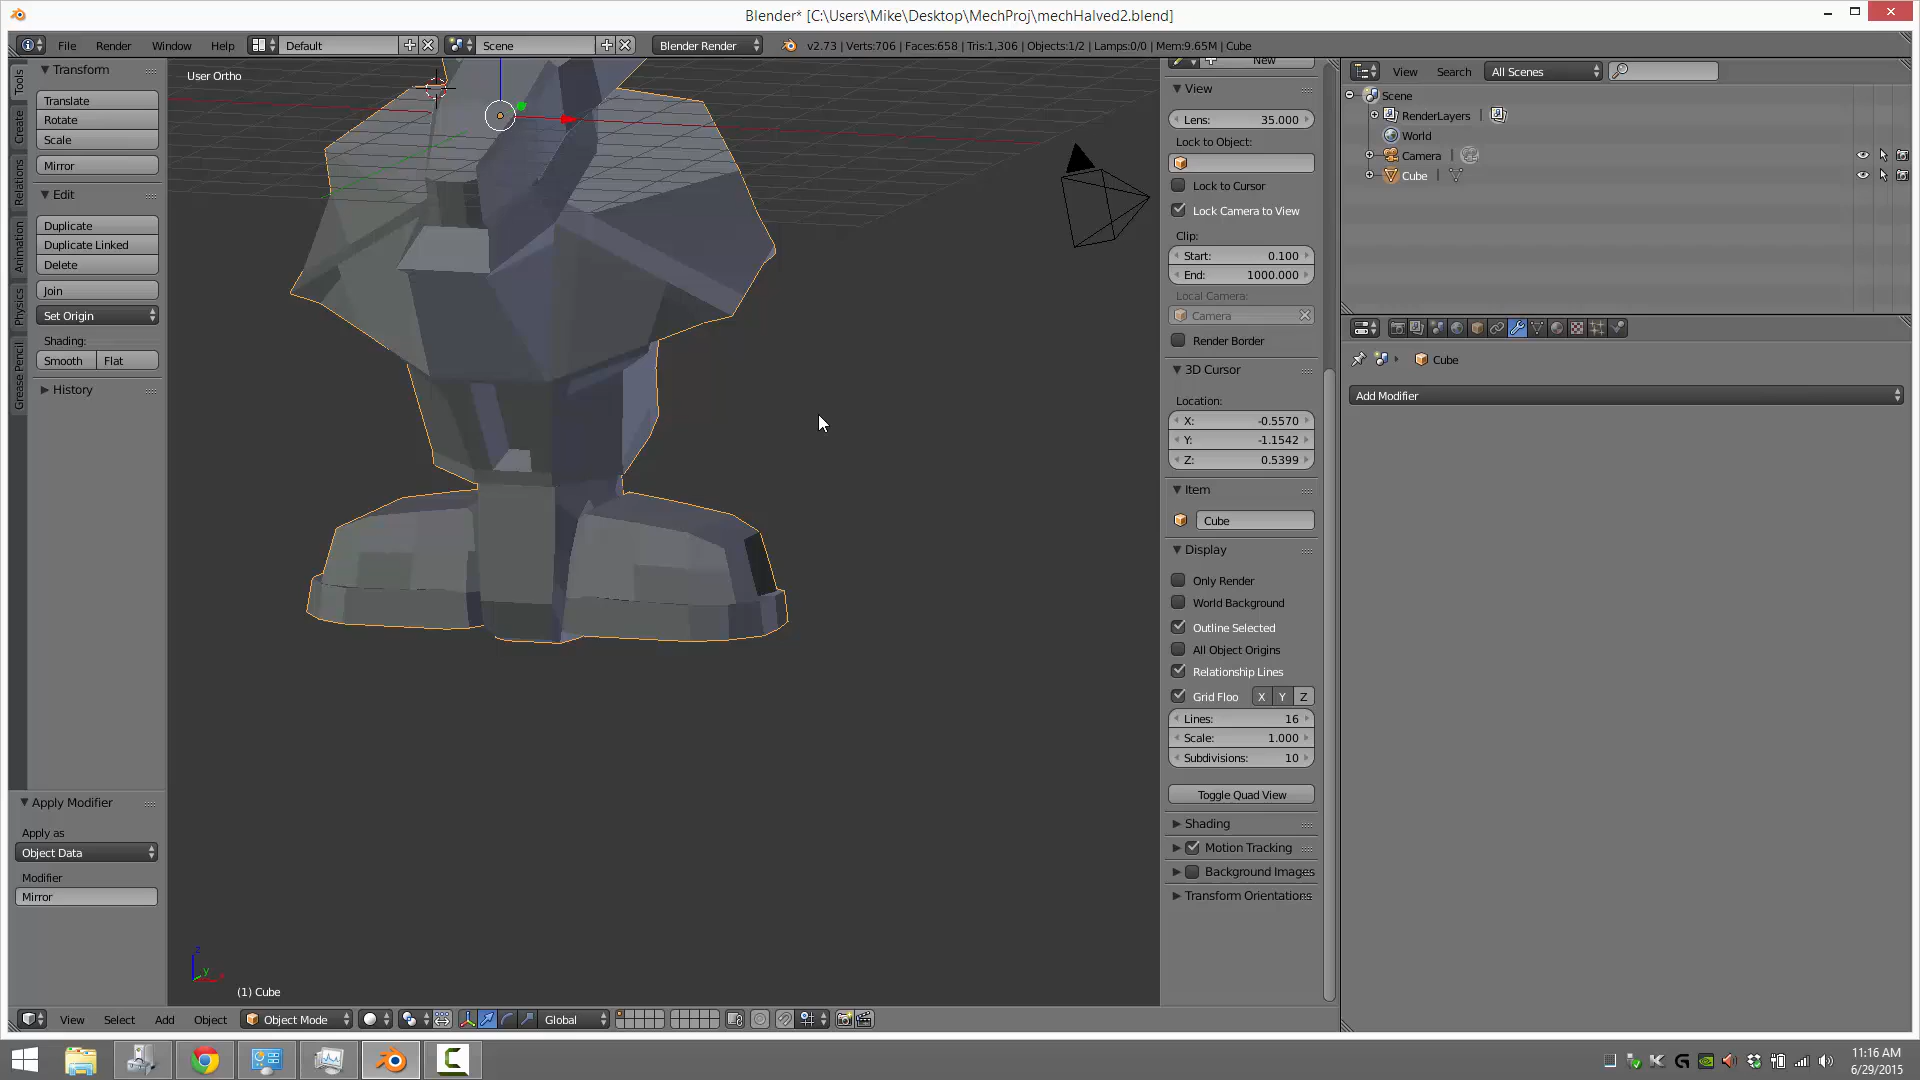 Blender* [C:\Users\Mike\Desktop\MechProj\mechHalved2.blend]
File Render Window Help Default Scene Blender Render v2.73 | Verts:706 | Faces:658 | Tris:1,306 | Objects:1/2 | Lamps:0/0 | Mem:9.65M | Cube
Tools
Create
Relations
Animation
Physics
Grease Pencil
Transform
Translate
Rotate
Scale
Mirror
Edit
Duplicate
Duplicate Linked
Delete
Join
Set Origin
Shading:
Smooth Flat
History
Apply Modifier
Apply as
Object Data
Modifier
Mirror
User Ortho
z
y
x
(1) Cube
View Select Add Object Object Mode Global
New
View
Lens: 35.000
Lock to Object:
Lock to Cursor
Lock Camera to View
Clip:
Start: 0.100
End: 1000.000
Local Camera:
Camera
Render Border
3D Cursor
Location:
X: -0.5570
Y: -1.1542
Z: 0.5399
Item
Cube
Display
Only Render
World Background
Outline Selected
All Object Origins
Relationship Lines
Grid Floo X Y Z
Lines: 16
Scale: 1.000
Subdivisions: 10
Toggle Quad View
Shading
Motion Tracking
Background Images
Transform Orientations
View Search All Scenes
Scene
RenderLayers |
World
Camera |
Cube |
Cube
Add Modifier
11:16 AM
6/29/2015